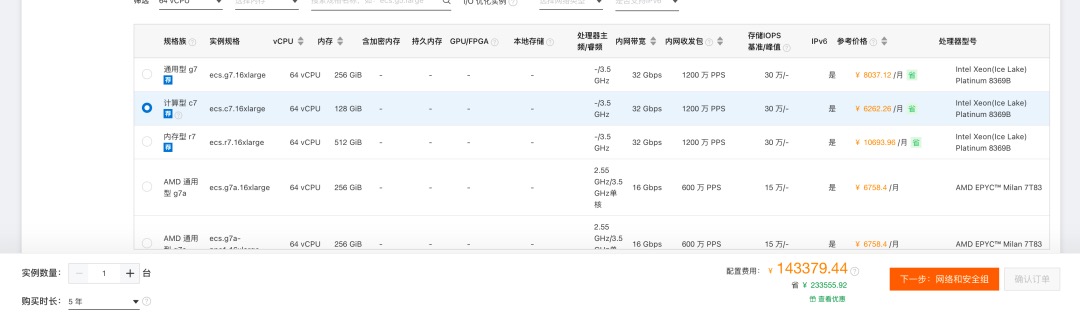 筛选 64 vCPU 选择内存 搜索规格名称，如：ecs.g5.large I/O 优化实例 选择网络类型 是否支持IPv6
规格族 实例规格 vCPU 内存 含加密内存 持久内存 GPU/FPGA 本地存储 处理器主频/睿频 内网带宽 内网收发包 存储IOPS 基准/峰值 IPv6 参考价格 处理器型号
通用型 g7 荐 ecs.g7.16xlarge 64 vCPU 256 GiB - - - - -/3.5 GHz 32 Gbps 1200 万 PPS 30 万/- 是 ¥ 8037.12 /月 省 Intel Xeon(Ice Lake) Platinum 8369B
计算型 c7 荐 ecs.c7.16xlarge 64 vCPU 128 GiB - - - - -/3.5 GHz 32 Gbps 1200 万 PPS 30 万/- 是 ¥ 6262.26 /月 省 Intel Xeon(Ice Lake) Platinum 8369B
内存型 r7 荐 ecs.r7.16xlarge 64 vCPU 512 GiB - - - - -/3.5 GHz 32 Gbps 1200 万 PPS 30 万/- 是 ¥ 10693.96 /月 省 Intel Xeon(Ice Lake) Platinum 8369B
AMD 通用型 g7a ecs.g7a.16xlarge 64 vCPU 256 GiB - - - - 2.55 GHz/3.5 GHz单核 16 Gbps 600 万 PPS 15 万/- 是 ¥ 6758.4 /月 AMD EPYC™ Milan 7T83
AMD 通用 ecs.g7a- 64 vCPU 256 GiB - - - - 2.55 GHz/3.5 GHz单 16 Gbps 600 万 PPS 15 万/- 是 ¥ 6758.4 /月 AMD EPYC™ Milan 7T83
实例数量： − 1 + 台
购买时长： 5 年
配置费用： ¥ 143379.44
省 ¥ 233555.92
查看优惠
下一步：网络和安全组
确认订单